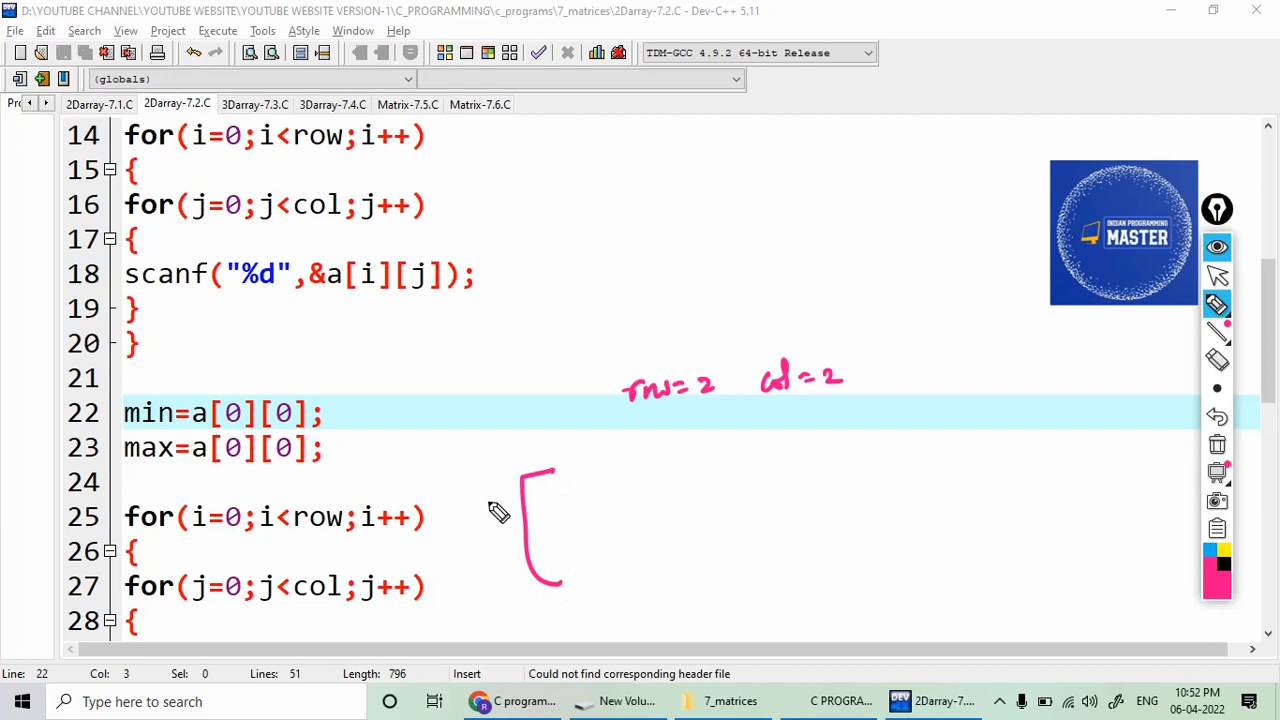 D:\YOUTUBE CHANNEL\YOUTUBE WEBSITE\YOUTUBE WEBSITE VERSION-1\C_PROGRAMMING\c_programs\7_matrices\2Darray-7.2.C - Dev-C++ 5.11
File Edit Search View Project Execute Tools AStyle Window Help
TDM-GCC 4.9.2 64-bit Release
(globals)
Pr 2Darray-7.1.C 2Darray-7.2.C 3Darray-7.3.C 3Darray-7.4.C Matrix-7.5.C Matrix-7.6.C
14 for(i=0;i<row;i++)
15 {
16 for(j=0;j<col;j++)
17 {
18 scanf("%d",&a[i][j]);
19 }
20 }
21
22 min=a[0][0];
23 max=a[0][0];
24
25 for(i=0;i<row;i++)
26 {
27 for(j=0;j<col;j++)
28 {
row=2 col=2
INDIAN PROGRAMMING
MASTER
Line: 22 Col: 3 Sel: 0 Lines: 51 Length: 796 Insert Could not find corresponding header file
Type here to search C program... New Volu... 7_matrices C PROGRA... DEV 2Darray-7.... ENG 10:52 PM
06-04-2022